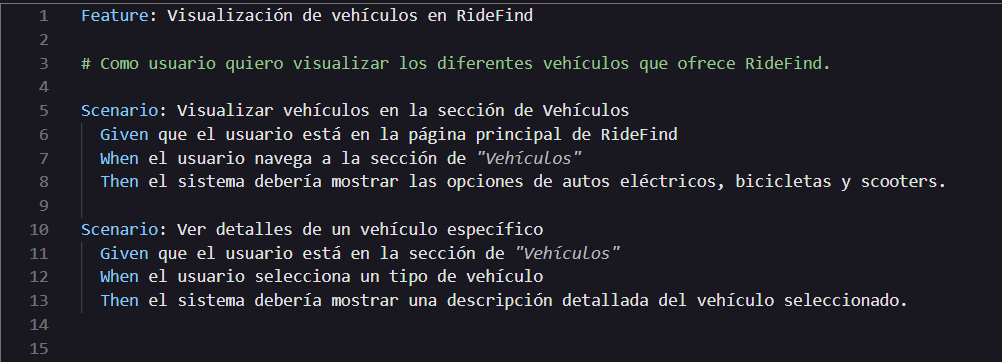 1 Feature: Visualización de vehículos en RideFind
2
3 # Como usuario quiero visualizar los diferentes vehículos que ofrece RideFind.
4
5 Scenario: Visualizar vehículos en la sección de Vehículos
6 Given que el usuario está en la página principal de RideFind
7 When el usuario navega a la sección de "Vehículos"
8 Then el sistema debería mostrar las opciones de autos eléctricos, bicicletas y scooters.
9
10 Scenario: Ver detalles de un vehículo específico
11 Given que el usuario está en la sección de "Vehículos"
12 When el usuario selecciona un tipo de vehículo
13 Then el sistema debería mostrar una descripción detallada del vehículo seleccionado.
14
15